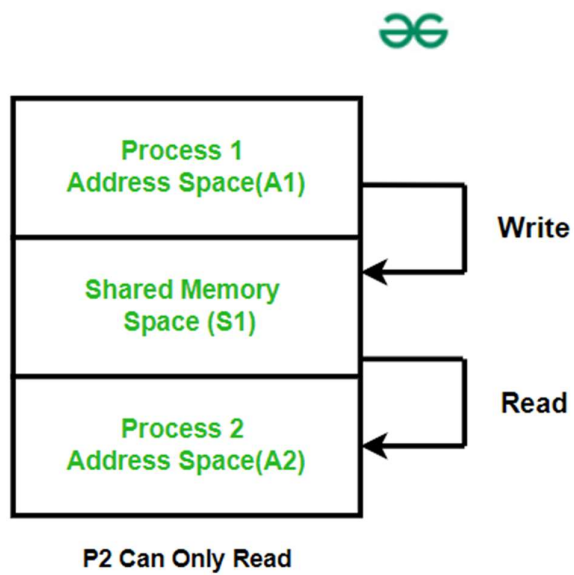 Process 1
Address Space(A1)
Write
Shared Memory
Space (S1)
Read
Process 2
Address Space(A2)
P2 Can Only Read